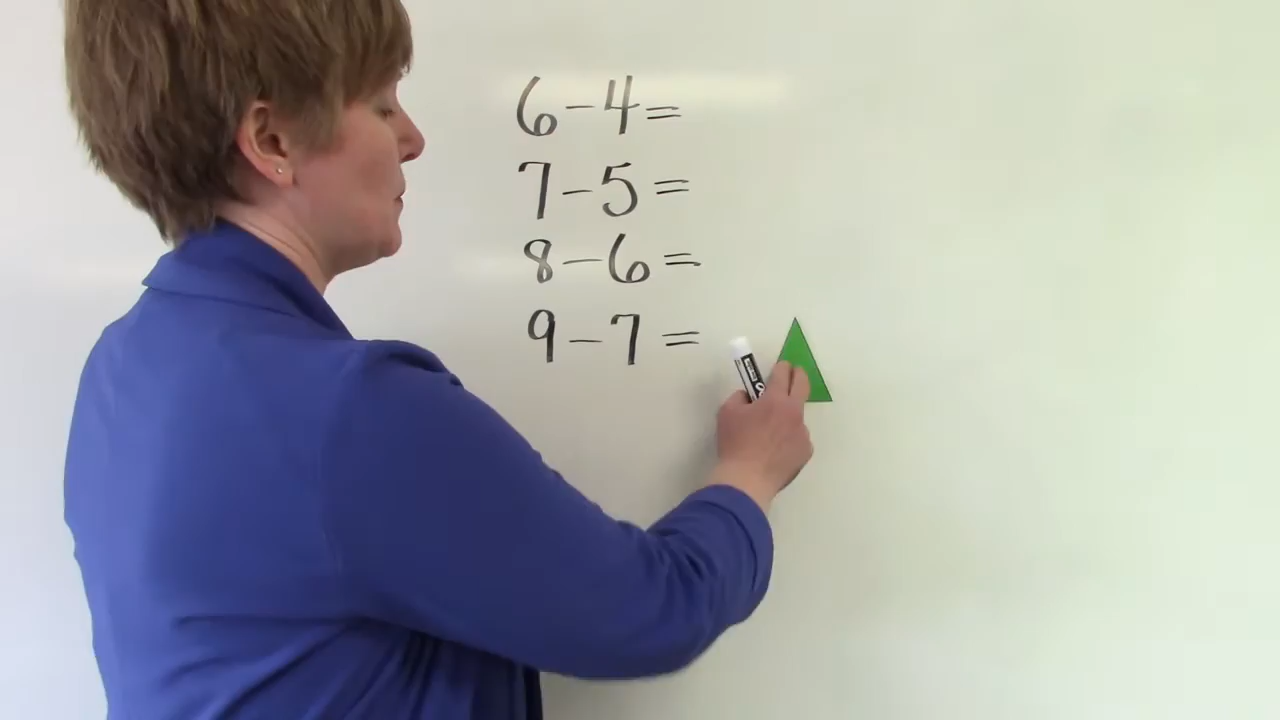 6-4=
7-5=
8-6=
9-7=